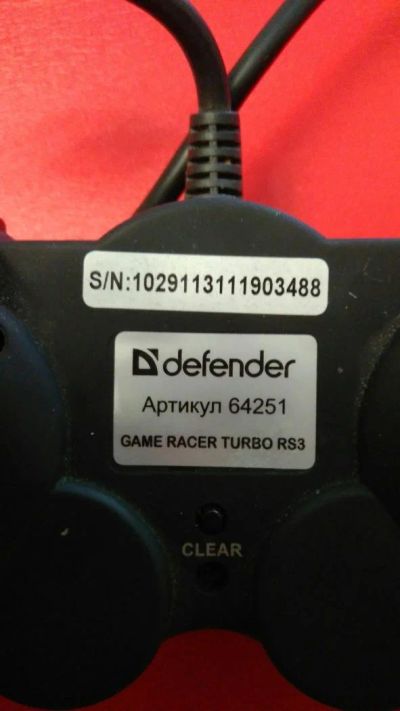 S/N:1029113111903488
defender
Артикул 64251
GAME RACER TURBO RS3
CLEAR